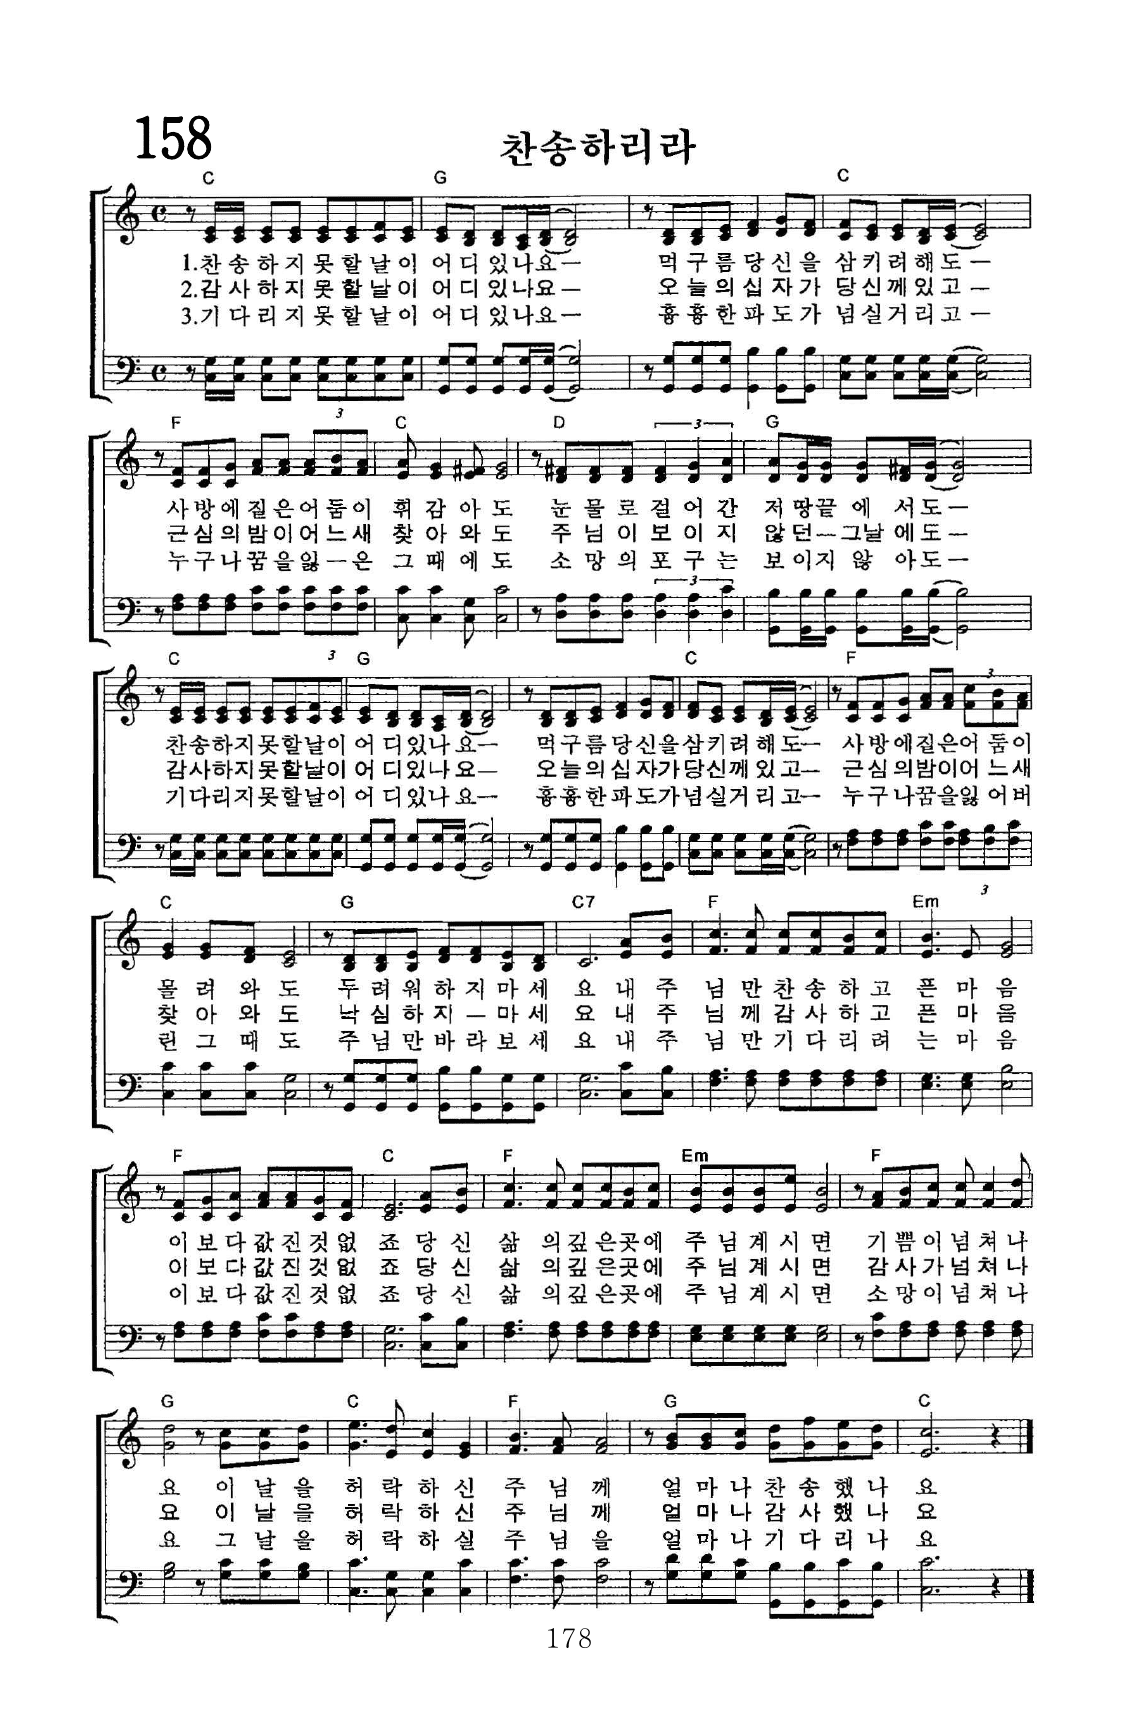 158
찬송하리라
C G C
1.찬송하지못할날이 어디있나요ー 먹구름당신을 삼키려해도ー
2.감사하지못할날이 어디있나요ー 오늘의십자가 당신께있고ー
3.기다리지못할날이 어디있나요ー 흉흉한파도가 넘실거리고ー
F 3 C D 3 G
사방에짙은어둠이 휘감아도 눈물로걸어간 저땅끝에 서도ー
근심의밤이어느새 찾아와도 주님이보이지 않던ー그날에도ー
누구나꿈을잃ー은 그때에도 소망의포구는 보이지않 아도ー
3
C 3 G C F 3
찬송하지못할날이 어디있나요ー 먹구름당신을삼키려해도ー 사방에짙은어둠이
감사하지못할날이 어디있나요ー 오늘의십자가당신께있고ー 근심의밤이어느새
기다리지못할날이 어디있나요ー 흉흉한파도가넘실거리고ー 누구나꿈을잃어버
C G C7 F Em 3
몰려와도 두려워하지마세 요내주 님만찬송하고 픈마음
찾아와도 낙심하지ー마세 요내주 님께감사하고 픈마음
린그때도 주님만바라보세 요내주 님만기다리려 는마음
F C F Em F
이보다값진것없 죠당신 삶의깊은곳에 주님계시면 기쁨이넘쳐나
이보다값진것없 죠당신 삶의깊은곳에 주님계시면 감사가넘쳐나
이보다값진것없 죠당신 삶의깊은곳에 주님계시면 소망이넘쳐나
G C F G C
요 이날을 허락하신 주님께 얼마나찬송했나 요
요 이날을 허락하신 주님께 얼마나감사했나 요
요 그날을 허락하실 주님을 얼마나기다리나 요
178